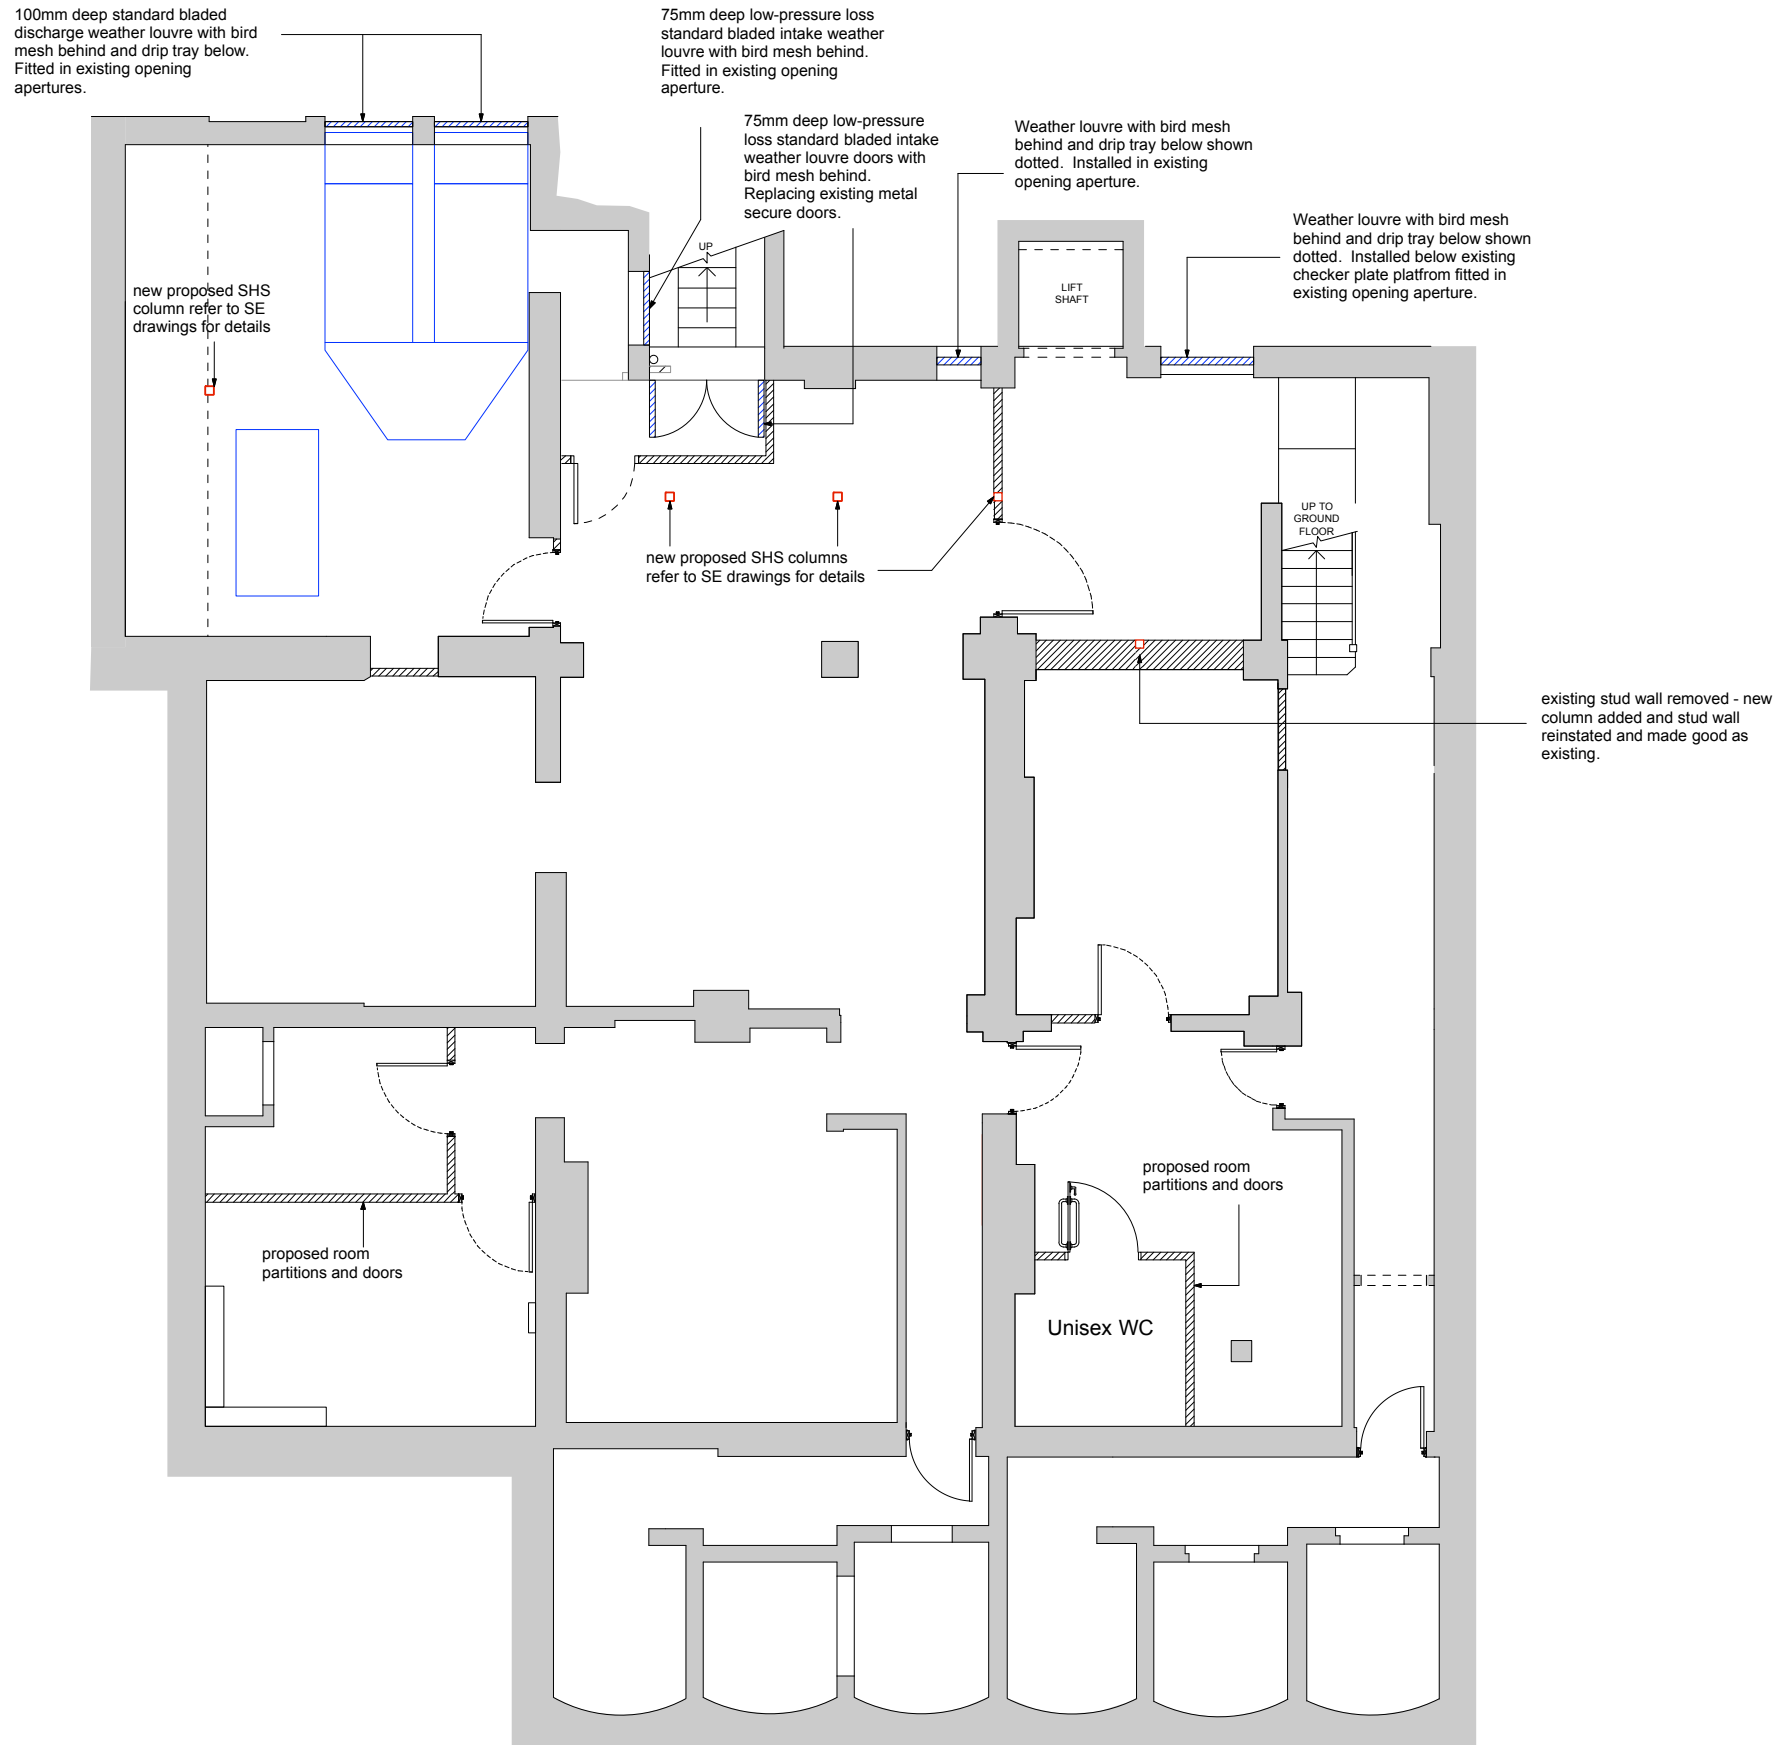 100mm deep standard bladed
discharge weather louvre with bird
mesh behind and drip tray below.
Fitted in existing opening
apertures.
75mm deep low-pressure loss
standard bladed intake weather
louvre with bird mesh behind.
Fitted in existing opening
aperture.
75mm deep low-pressure
loss standard bladed intake
weather louvre doors with
bird mesh behind.
Replacing existing metal
secure doors.
Weather louvre with bird mesh
behind and drip tray below shown
dotted.  Installed in existing
opening aperture.
Weather louvre with bird mesh
behind and drip tray below shown
dotted.  Installed below existing
checker plate platfrom fitted in
existing opening aperture.
UP
LIFT
SHAFT
new proposed SHS
column refer to SE
drawings for details
UP TO
GROUND
FLOOR
new proposed SHS columns
refer to SE drawings for details
existing stud wall removed - new
column added and stud wall
reinstated and made good as
existing.
proposed room
partitions and doors
proposed room
partitions and doors
Unisex WC